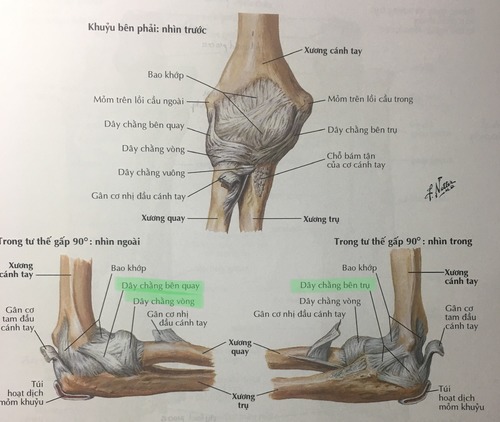 Khuỷu bên phải: nhìn trước
Xương cánh tay
Bao khớp
Mỏm trên lồi cầu ngoài
Mỏm trên lồi cầu trong
Dây chằng bên quay
Dây chằng bên trụ
Dây chằng vòng
Chỗ bám tận
của cơ cánh tay
Dây chằng vuông
Gân cơ nhị đầu cánh tay
Xương quay
Xương trụ
F. Netter
Trong tư thế gấp 90°: nhìn ngoài
Trong tư thế gấp 90°: nhìn trong
Xương
cánh tay
Bao khớp
Dây chằng bên quay
Dây chằng vòng
Gân cơ nhị
đầu cánh tay
Gân cơ
tam đầu
cánh tay
Túi
hoạt dịch
mỏm khuỷu
Xương
quay
Xương
trụ
Bao khớp
Dây chằng bên trụ
Dây chằng vòng
Gân cơ nhị đầu cánh tay
Xương
cánh tay
Gân cơ
tam đầu
cánh tay
Túi
hoạt dịch
mỏm khuỷu